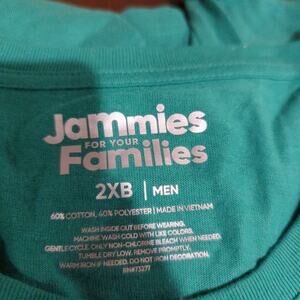 Jammies
FOR YOUR
Families
2XB | MEN
60% COTTON, 40% POLYESTER | MADE IN VIETNAM
WASH INSIDE OUT BEFORE WEARING.
MACHINE WASH COLD WITH LIKE COLORS.
GENTLE CYCLE. ONLY NON-CHLORINE BLEACH WHEN NEEDED.
TUMBLE DRY LOW. REMOVE PROMPTLY.
WARM IRON IF NEEDED. DO NOT IRON DECORATION.
RN#73277